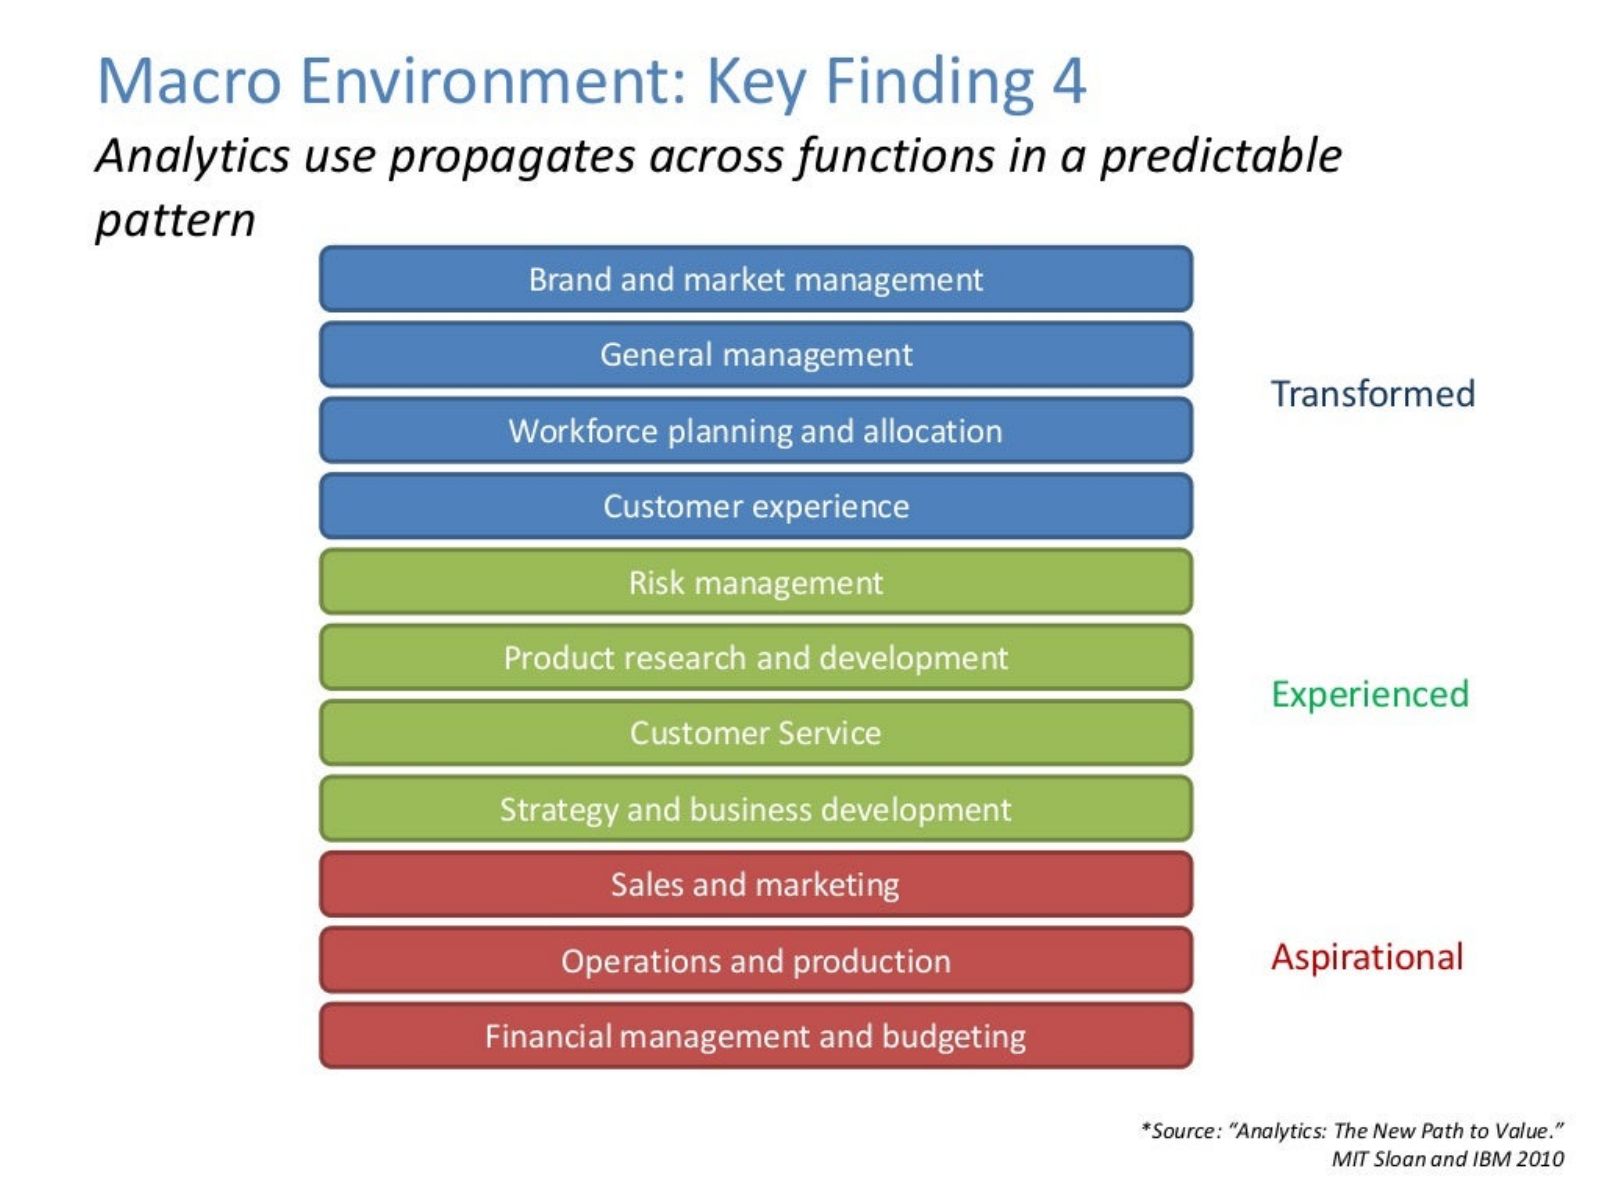 Macro Environment: Key Finding 4
Analytics use propagates across functions in a predictable
pattern
Brand and market management
General management
Transformed
Workforce planning and allocation
Customer experience
Risk management
Product research and development
Experienced
Customer Service
Strategy and business development
Sales and marketing
Operations and production
Aspirational
Financial management and budgeting
*Source: “Analytics: The New Path to Value.”
MIT Sloan and IBM 2010